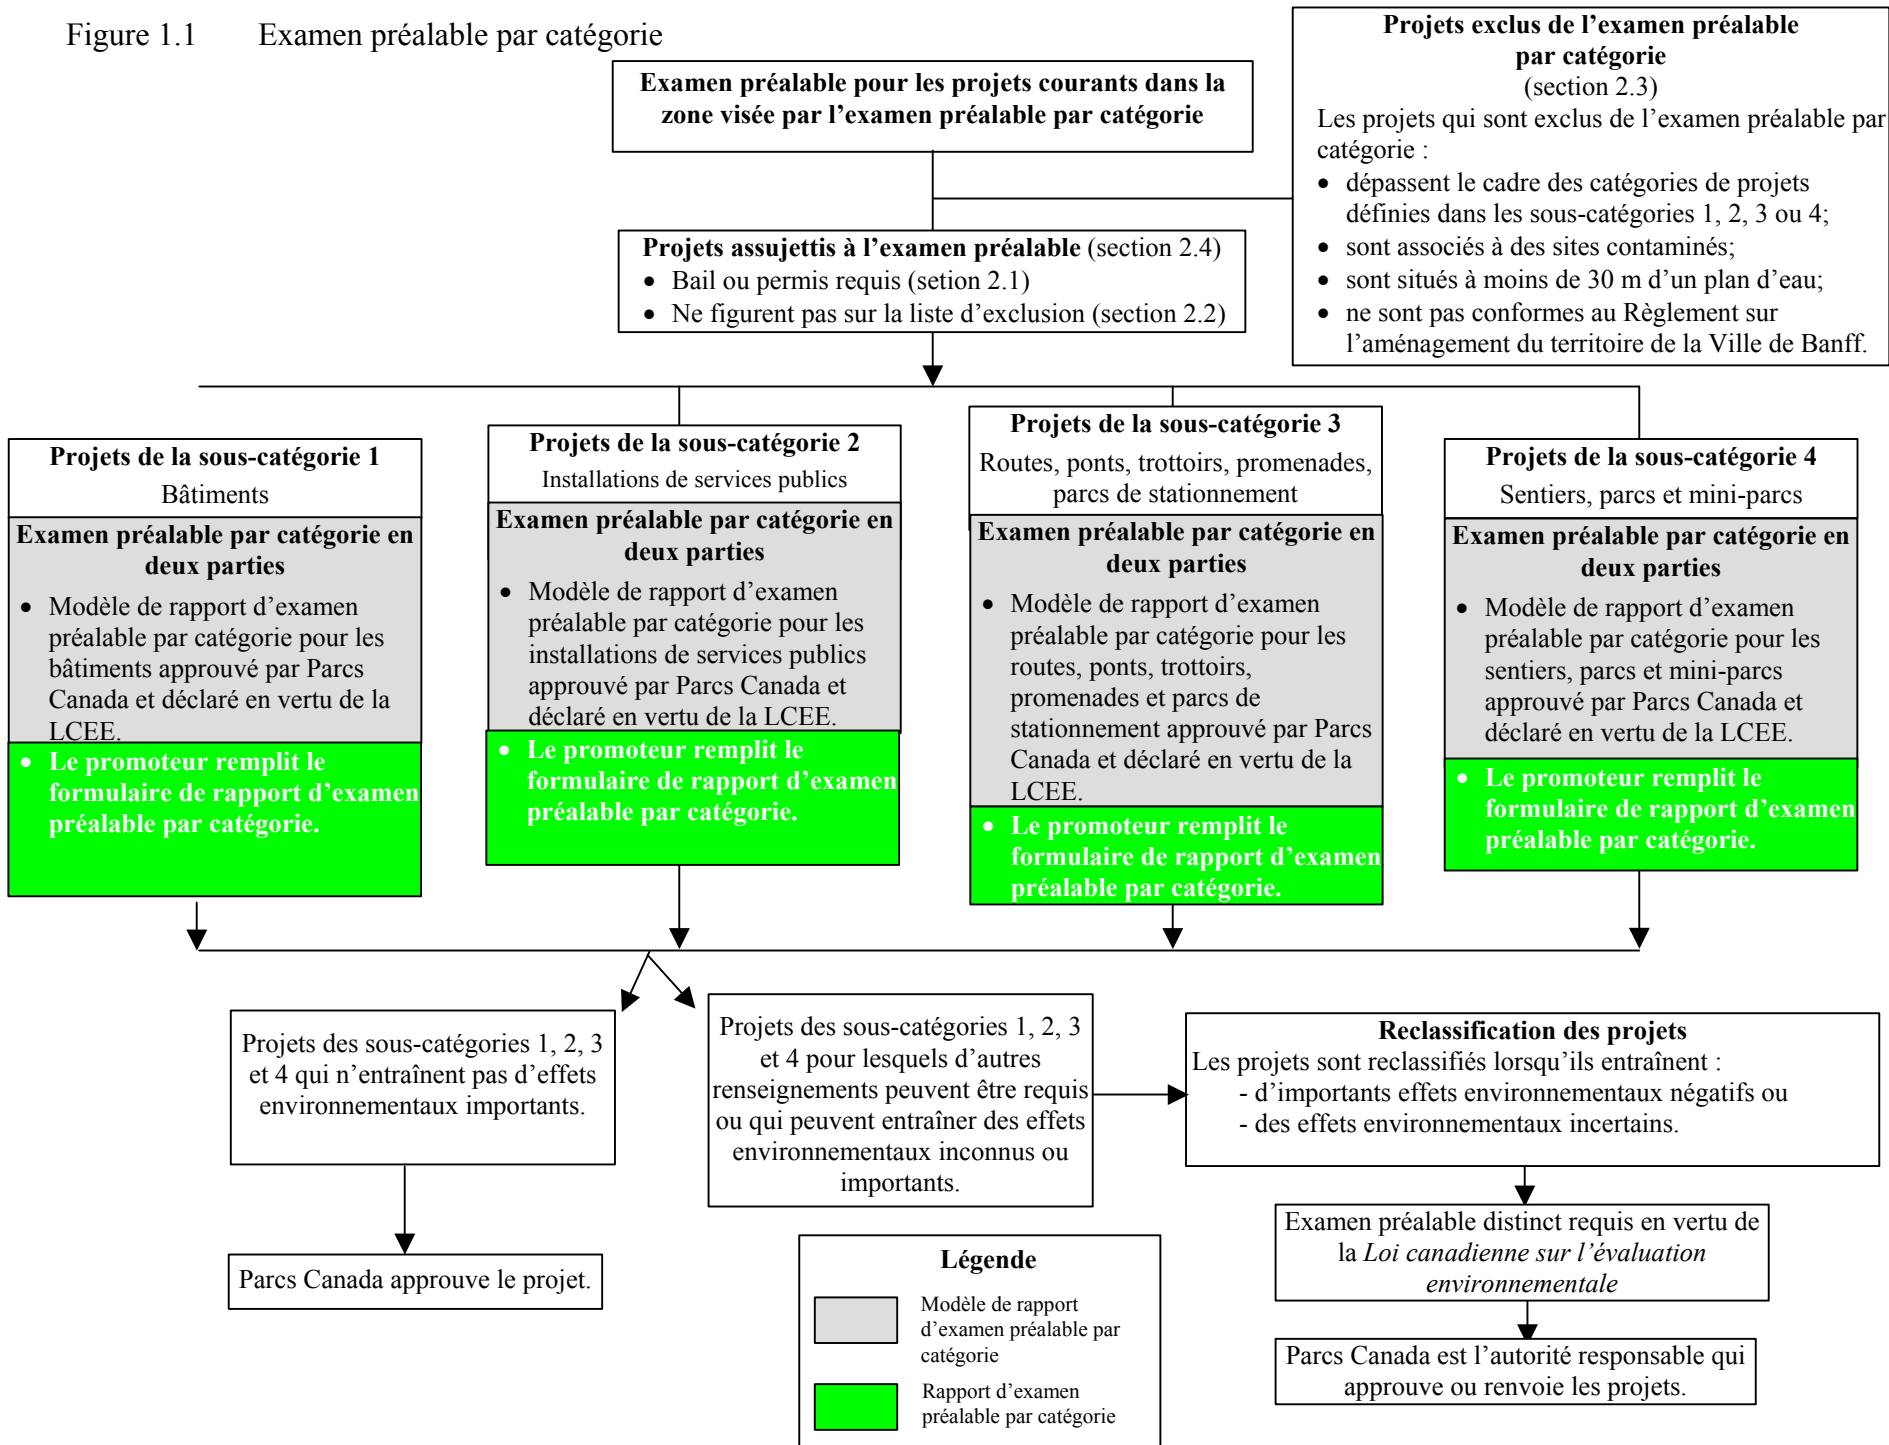 Figure 1.1 Examen préalable par catégorie
Examen préalable pour les projets courants dans la
zone visée par l’examen préalable par catégorie
Projets exclus de l’examen préalable
par catégorie
(section 2.3)
Les projets qui sont exclus de l’examen préalable par
catégorie :
• dépassent le cadre des catégories de projets
définies dans les sous-catégories 1, 2, 3 ou 4;
• sont associés à des sites contaminés;
• sont situés à moins de 30 m d’un plan d’eau;
• ne sont pas conformes au Règlement sur
l’aménagement du territoire de la Ville de Banff.
Projets assujettis à l’examen préalable (section 2.4)
• Bail ou permis requis (setion 2.1)
• Ne figurent pas sur la liste d’exclusion (section 2.2)
Projets de la sous-catégorie 1
Bâtiments
Examen préalable par catégorie en
deux parties
• Modèle de rapport d’examen
préalable par catégorie pour les
bâtiments approuvé par Parcs
Canada et déclaré en vertu de la
LCEE.
• Le promoteur remplit le
formulaire de rapport d’examen
préalable par catégorie.
Projets de la sous-catégorie 2
Installations de services publics
Examen préalable par catégorie en
deux parties
• Modèle de rapport d’examen
préalable par catégorie pour les
installations de services publics
approuvé par Parcs Canada et
déclaré en vertu de la LCEE.
• Le promoteur remplit le
formulaire de rapport d’examen
préalable par catégorie.
Projets de la sous-catégorie 3
Routes, ponts, trottoirs, promenades,
parcs de stationnement
Examen préalable par catégorie en
deux parties
• Modèle de rapport d’examen
préalable par catégorie pour les
routes, ponts, trottoirs,
promenades et parcs de
stationnement approuvé par Parcs
Canada et déclaré en vertu de la
LCEE.
• Le promoteur remplit le
formulaire de rapport d’examen
préalable par catégorie.
Projets de la sous-catégorie 4
Sentiers, parcs et mini-parcs
Examen préalable par catégorie en
deux parties
• Modèle de rapport d’examen
préalable par catégorie pour les
sentiers, parcs et mini-parcs
approuvé par Parcs Canada et
déclaré en vertu de la LCEE.
• Le promoteur remplit le
formulaire de rapport d’examen
préalable par catégorie.
Projets des sous-catégories 1, 2, 3
et 4 qui n’entraînent pas d’effets
environnementaux importants.
Projets des sous-catégories 1, 2, 3
et 4 pour lesquels d’autres
renseignements peuvent être requis
ou qui peuvent entraîner des effets
environnementaux inconnus ou
importants.
Reclassification des projets
Les projets sont reclassifiés lorsqu’ils entraînent :
- d’importants effets environnementaux négatifs ou
- des effets environnementaux incertains.
Parcs Canada approuve le projet.
Examen préalable distinct requis en vertu de
la Loi canadienne sur l’évaluation
environnementale
Parcs Canada est l’autorité responsable qui
approuve ou renvoie les projets.
Légende
Modèle de rapport
d’examen préalable par
catégorie
Rapport d’examen
préalable par catégorie